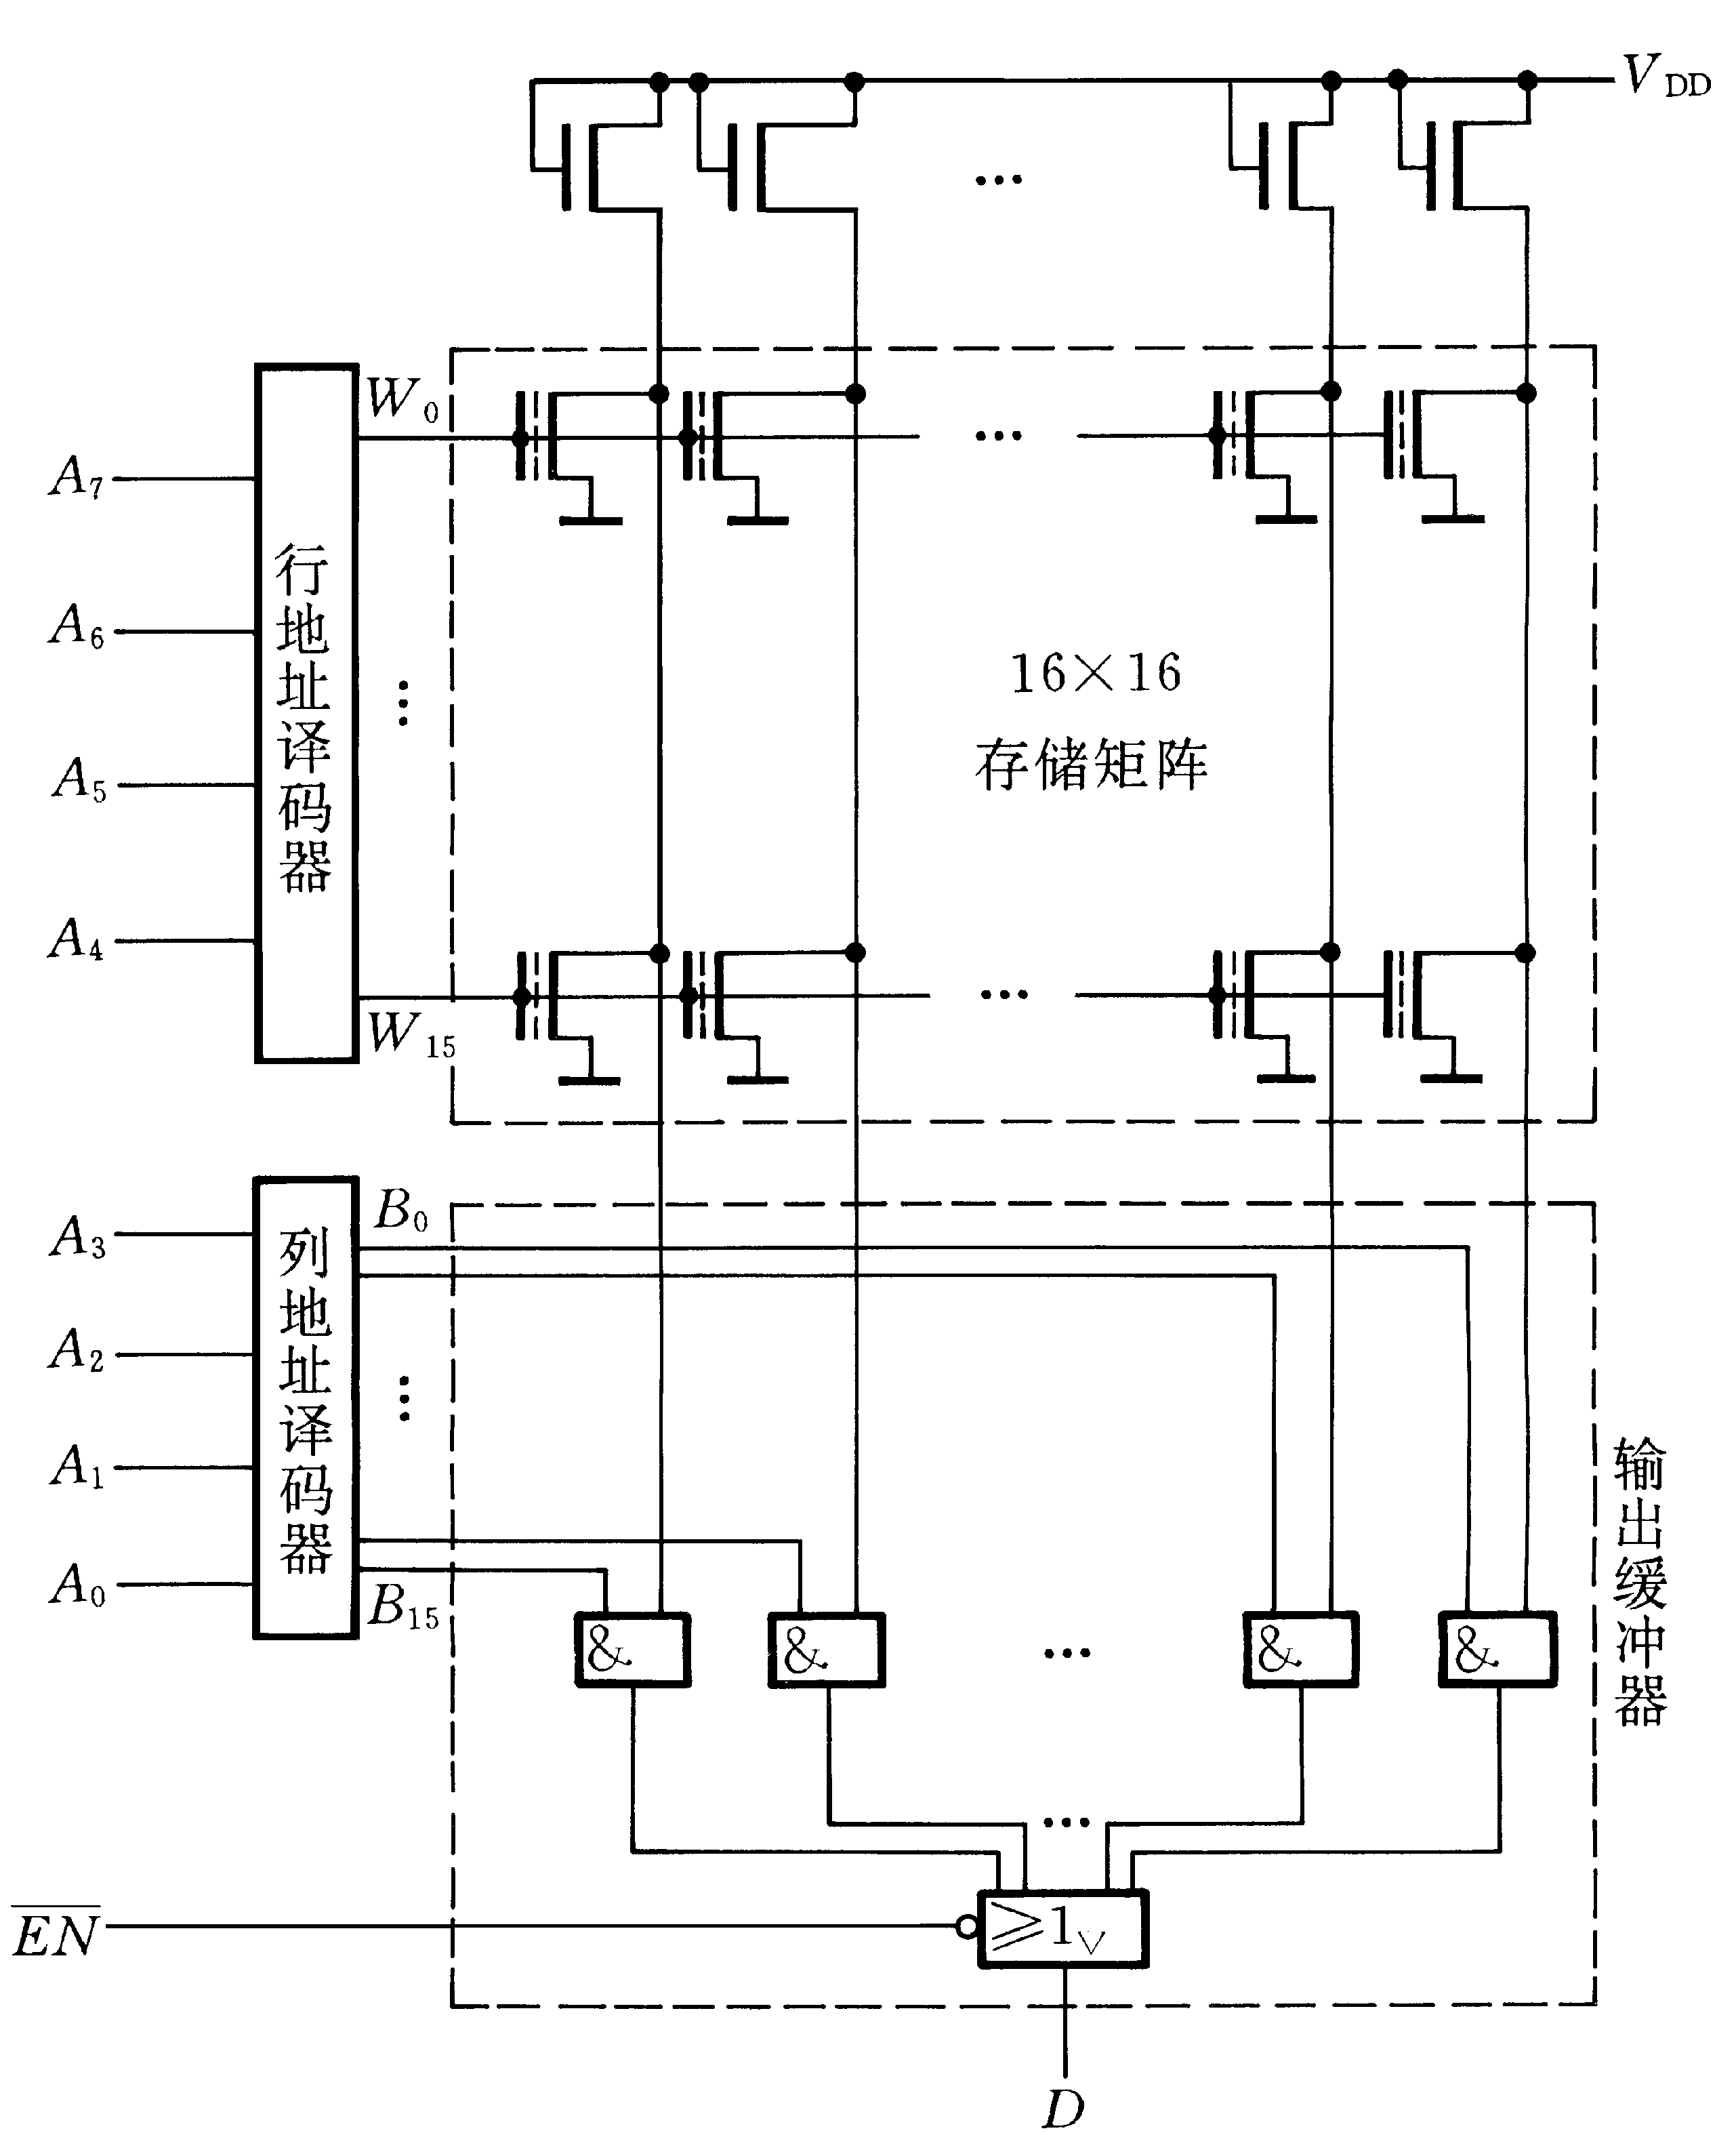 V_DD
W_0
A_7
A_6
A_5
A_4
行地址译码器
16×16
存储矩阵
W_15
B_0
A_3
A_2
A_1
A_0
列地址译码器
B_15
输出缓冲器
&
&
&
&
\overline{EN}
≥1▽
D